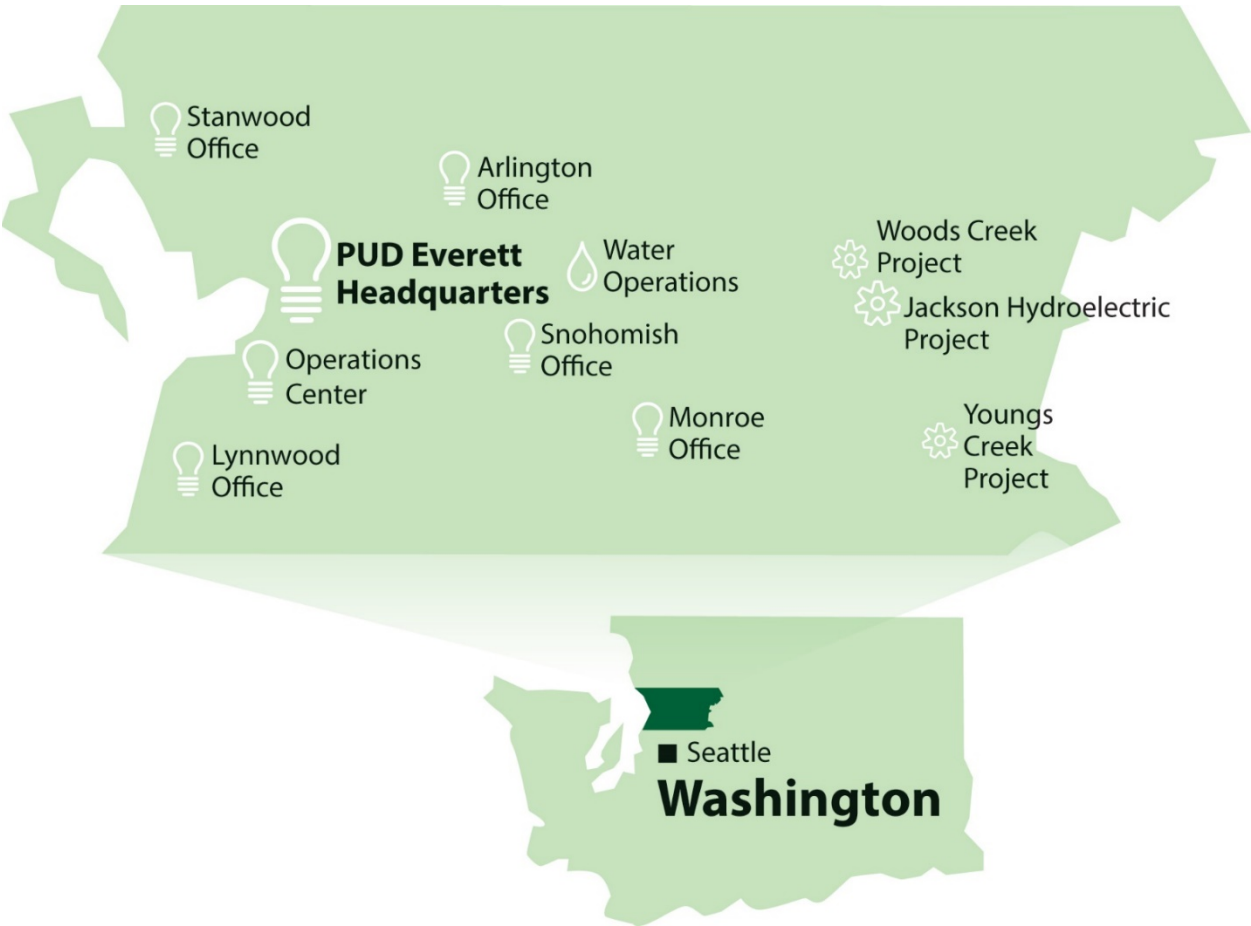 Stanwood
Office
Arlington
Office
PUD Everett
Headquarters
Water
Operations
Woods Creek
Project
Jackson Hydroelectric
Project
Snohomish
Office
Operations
Center
Monroe
Office
Youngs
Creek
Project
Lynnwood
Office
Seattle
Washington